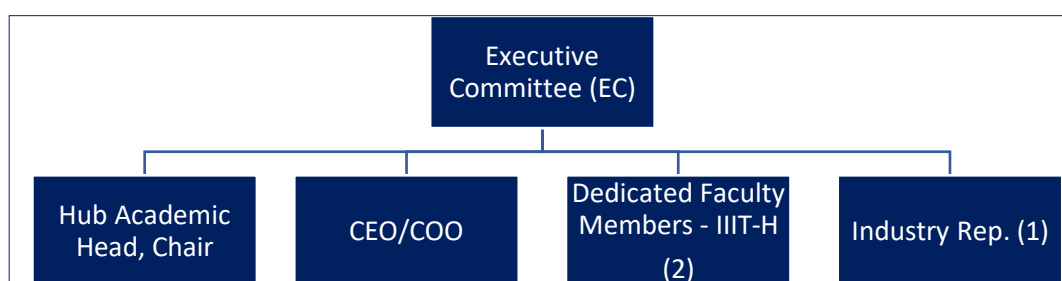 Executive
Committee (EC)
Hub Academic
Head, Chair
CEO/COO
Dedicated Faculty
Members - IIIT-H
(2)
Industry Rep. (1)